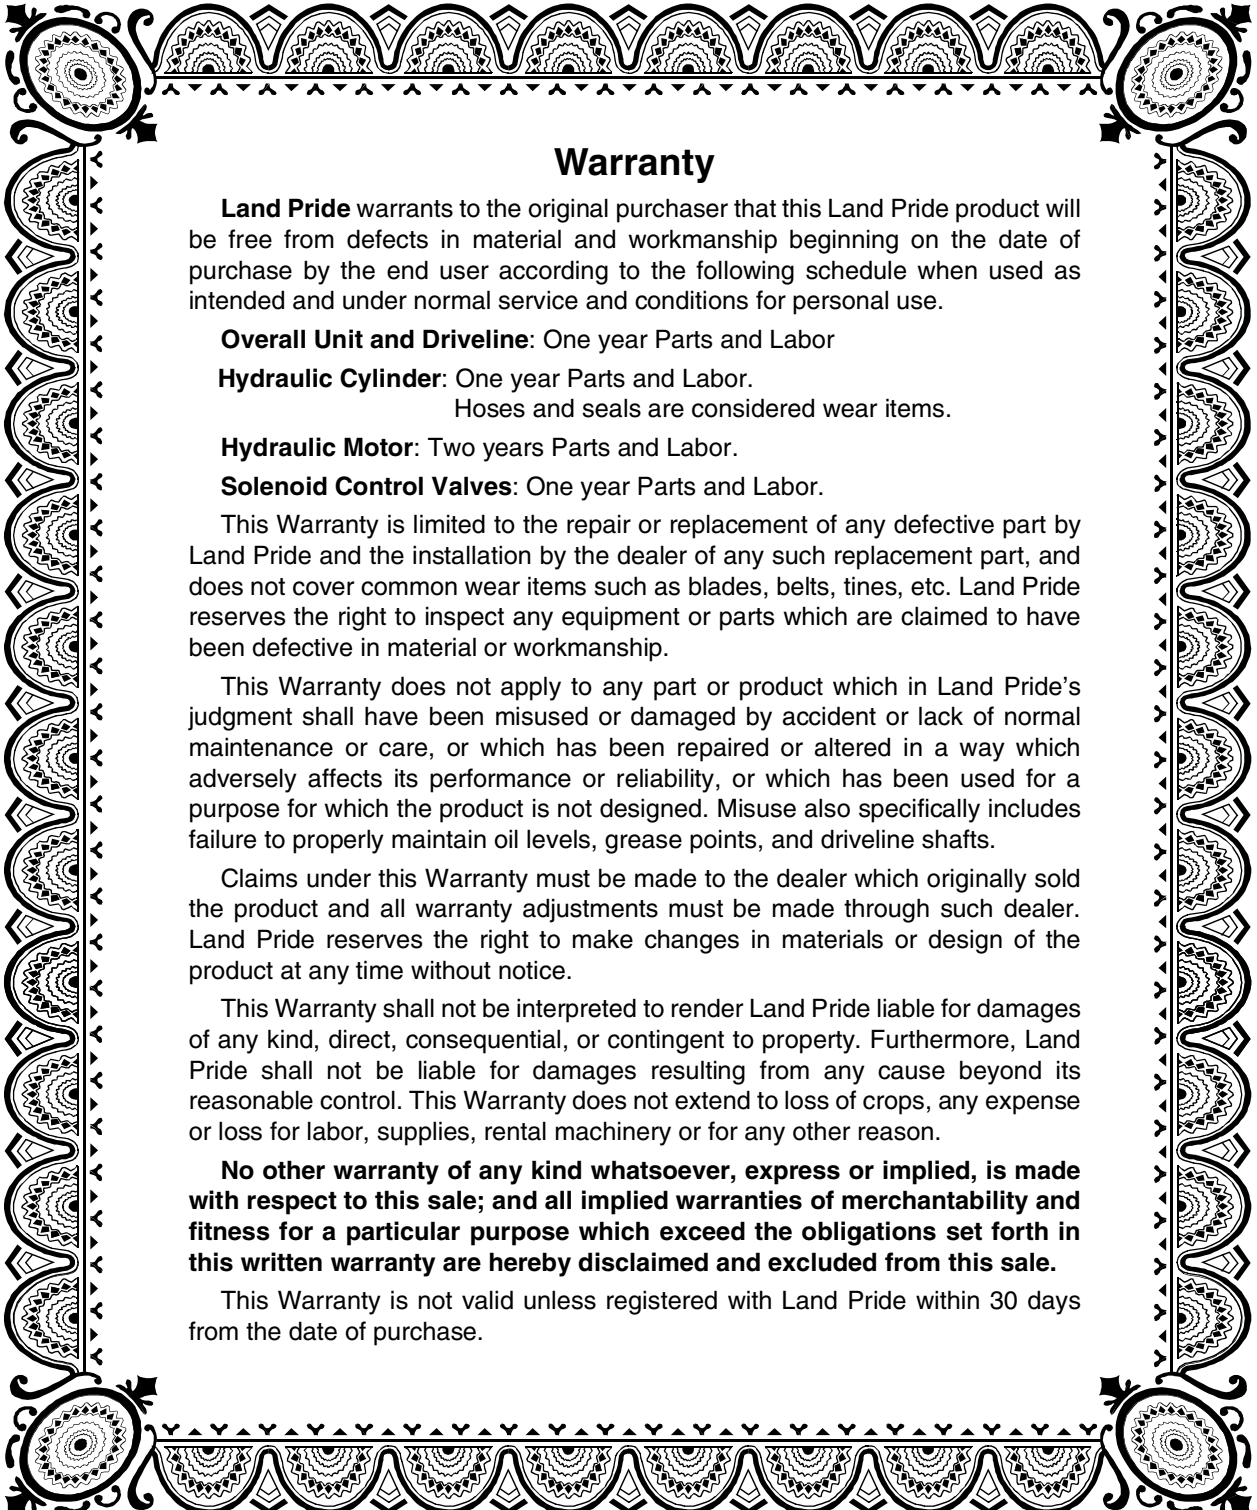 Warranty
Land Pride warrants to the original purchaser that this Land Pride product will
be free from defects in material and workmanship beginning on the date of
purchase by the end user according to the following schedule when used as
intended and under normal service and conditions for personal use.
Overall Unit and Driveline: One year Parts and Labor
Hydraulic Cylinder: One year Parts and Labor.
Hoses and seals are considered wear items.
Hydraulic Motor: Two years Parts and Labor.
Solenoid Control Valves: One year Parts and Labor.
This Warranty is limited to the repair or replacement of any defective part by
Land Pride and the installation by the dealer of any such replacement part, and
does not cover common wear items such as blades, belts, tines, etc. Land Pride
reserves the right to inspect any equipment or parts which are claimed to have
been defective in material or workmanship.
This Warranty does not apply to any part or product which in Land Pride’s
judgment shall have been misused or damaged by accident or lack of normal
maintenance or care, or which has been repaired or altered in a way which
adversely affects its performance or reliability, or which has been used for a
purpose for which the product is not designed. Misuse also specifically includes
failure to properly maintain oil levels, grease points, and driveline shafts.
Claims under this Warranty must be made to the dealer which originally sold
the product and all warranty adjustments must be made through such dealer.
Land Pride reserves the right to make changes in materials or design of the
product at any time without notice.
This Warranty shall not be interpreted to render Land Pride liable for damages
of any kind, direct, consequential, or contingent to property. Furthermore, Land
Pride shall not be liable for damages resulting from any cause beyond its
reasonable control. This Warranty does not extend to loss of crops, any expense
or loss for labor, supplies, rental machinery or for any other reason.
No other warranty of any kind whatsoever, express or implied, is made
with respect to this sale; and all implied warranties of merchantability and
fitness for a particular purpose which exceed the obligations set forth in
this written warranty are hereby disclaimed and excluded from this sale.
This Warranty is not valid unless registered with Land Pride within 30 days
from the date of purchase.